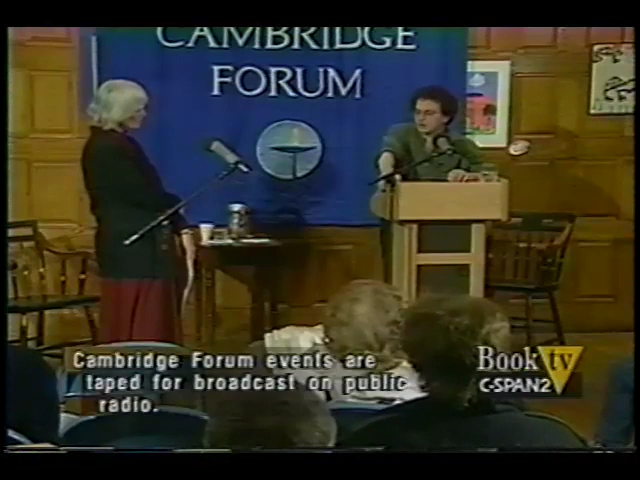 CAMBRIDGE
FORUM
Cambridge Forum events are
taped for broadcast on public
radio.
Book tv
C-SPAN2